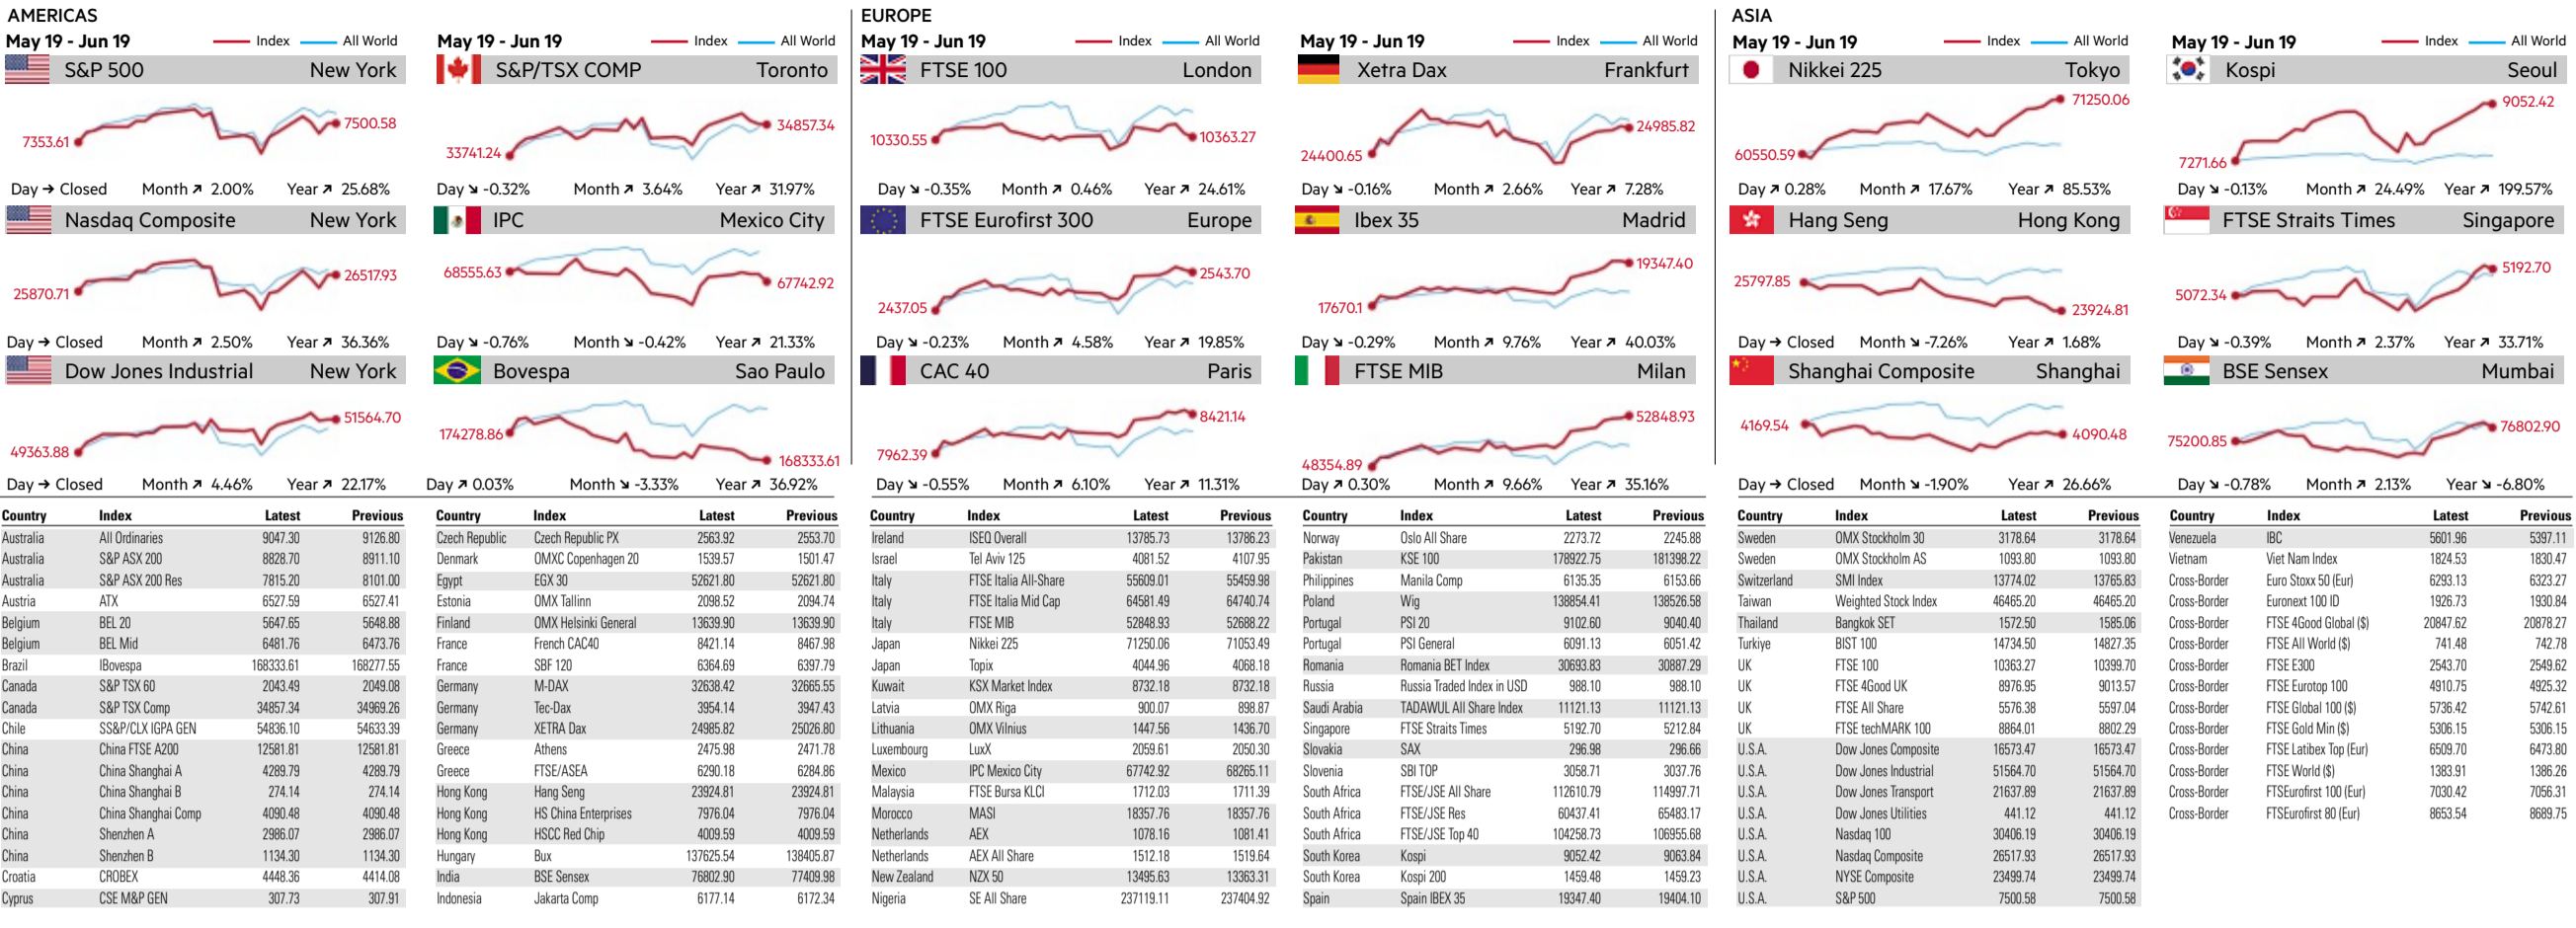 AMERICAS
May 19 - Jun 19 Index All World
S&P 500 New York
7353.61 7500.58
Day → Closed Month ↗ 2.00% Year ↗ 25.68%
Nasdaq Composite New York
25870.71 26517.93
Day → Closed Month ↗ 2.50% Year ↗ 36.36%
Dow Jones Industrial New York
49363.88 51564.70
Day → Closed Month ↗ 4.46% Year ↗ 22.17%
May 19 - Jun 19 Index All World
S&P/TSX COMP Toronto
33741.24 34857.34
Day ↘ -0.32% Month ↗ 3.64% Year ↗ 31.97%
IPC Mexico City
68555.63 67742.92
Day ↘ -0.76% Month ↘ -0.42% Year ↗ 21.33%
Bovespa Sao Paulo
174278.86 168333.61
Day ↗ 0.03% Month ↘ -3.33% Year ↗ 36.92%
EUROPE
May 19 - Jun 19 Index All World
FTSE 100 London
10330.55 10363.27
Day ↘ -0.35% Month ↗ 0.46% Year ↗ 24.61%
FTSE Eurofirst 300 Europe
2437.05 2543.70
Day ↘ -0.23% Month ↗ 4.58% Year ↗ 19.85%
CAC 40 Paris
7962.39 8421.14
Day ↘ -0.55% Month ↗ 6.10% Year ↗ 11.31%
May 19 - Jun 19 Index All World
Xetra Dax Frankfurt
24400.65 24985.82
Day ↘ -0.16% Month ↗ 2.66% Year ↗ 7.28%
Ibex 35 Madrid
17670.1 19347.40
Day ↘ -0.29% Month ↗ 9.76% Year ↗ 40.03%
FTSE MIB Milan
48354.89 52848.93
Day ↗ 0.30% Month ↗ 9.66% Year ↗ 35.16%
ASIA
May 19 - Jun 19 Index All World
Nikkei 225 Tokyo
60550.59 71250.06
Day ↗ 0.28% Month ↗ 17.67% Year ↗ 85.53%
Hang Seng Hong Kong
25797.85 23924.81
Day → Closed Month ↘ -7.26% Year ↗ 1.68%
Shanghai Composite Shanghai
4169.54 4090.48
Day → Closed Month ↘ -1.90% Year ↗ 26.66%
May 19 - Jun 19 Index All World
Kospi Seoul
7271.66 9052.42
Day ↘ -0.13% Month ↗ 24.49% Year ↗ 199.57%
FTSE Straits Times Singapore
5072.34 5192.70
Day ↘ -0.39% Month ↗ 2.37% Year ↗ 33.71%
BSE Sensex Mumbai
75200.85 76802.90
Day ↘ -0.78% Month ↗ 2.13% Year ↘ -6.80%
Country Index Latest Previous
Australia All Ordinaries 9047.30 9126.80
Australia S&P ASX 200 8828.70 8911.10
Australia S&P ASX 200 Res 7815.20 8101.00
Austria ATX 6527.59 6527.41
Belgium BEL 20 5647.65 5648.88
Belgium BEL Mid 6481.76 6473.76
Brazil IBovespa 168333.61 168277.55
Canada S&P TSX 60 2043.49 2049.08
Canada S&P TSX Comp 34857.34 34969.26
Chile SS&P/CLX IGPA GEN 54836.10 54633.39
China China FTSE A200 12581.81 12581.81
China China Shanghai A 4289.79 4289.79
China China Shanghai B 274.14 274.14
China China Shanghai Comp 4090.48 4090.48
China Shenzhen A 2986.07 2986.07
China Shenzhen B 1134.30 1134.30
Croatia CROBEX 4448.36 4414.08
Cyprus CSE M&P GEN 307.73 307.91
Country Index Latest Previous
Czech Republic Czech Republic PX 2563.92 2553.70
Denmark OMXC Copenhagen 20 1539.57 1501.47
Egypt EGX 30 52621.80 52621.80
Estonia OMX Tallinn 2098.52 2094.74
Finland OMX Helsinki General 13639.90 13639.90
France French CAC40 8421.14 8467.98
France SBF 120 6364.69 6397.79
Germany M-DAX 32638.42 32665.55
Germany Tec-Dax 3954.14 3947.43
Germany XETRA Dax 24985.82 25026.80
Greece Athens 2475.98 2471.78
Greece FTSE/ASEA 6290.18 6284.86
Hong Kong Hang Seng 23924.81 23924.81
Hong Kong HS China Enterprises 7976.04 7976.04
Hong Kong HSCC Red Chip 4009.59 4009.59
Hungary Bux 137625.54 138405.87
India BSE Sensex 76802.90 77409.98
Indonesia Jakarta Comp 6177.14 6172.34
Country Index Latest Previous
Ireland ISEQ Overall 13785.73 13786.23
Israel Tel Aviv 125 4081.52 4107.95
Italy FTSE Italia All-Share 55609.01 55459.98
Italy FTSE Italia Mid Cap 64581.49 64740.74
Italy FTSE MIB 52848.93 52688.22
Japan Nikkei 225 71250.06 71053.49
Japan Topix 4044.96 4068.18
Kuwait KSX Market Index 8732.18 8732.18
Latvia OMX Riga 900.07 898.87
Lithuania OMX Vilnius 1447.56 1436.70
Luxembourg LuxX 2059.61 2050.30
Mexico IPC Mexico City 67742.92 68265.11
Malaysia FTSE Bursa KLCI 1712.03 1711.39
Morocco MASI 18357.76 18357.76
Netherlands AEX 1078.16 1081.41
Netherlands AEX All Share 1512.18 1519.64
New Zealand NZX 50 13495.63 13363.31
Nigeria SE All Share 237119.11 237404.92
Country Index Latest Previous
Norway Oslo All Share 2273.72 2245.88
Pakistan KSE 100 178922.75 181398.22
Philippines Manila Comp 6135.35 6153.66
Poland Wig 138854.41 138526.58
Portugal PSI 20 9102.60 9040.40
Portugal PSI General 6091.13 6051.42
Romania Romania BET Index 30693.83 30887.29
Russia Russia Traded Index in USD 988.10 988.10
Saudi Arabia TADAWUL All Share Index 11121.13 11121.13
Singapore FTSE Straits Times 5192.70 5212.84
Slovakia SAX 296.98 296.66
Slovenia SBI TOP 3058.71 3037.76
South Africa FTSE/JSE All Share 112610.79 114997.71
South Africa FTSE/JSE Res 60437.41 65483.17
South Africa FTSE/JSE Top 40 104258.73 106955.68
South Korea Kospi 9052.42 9063.84
South Korea Kospi 200 1459.48 1459.23
Spain Spain IBEX 35 19347.40 19404.10
Country Index Latest Previous
Sweden OMX Stockholm 30 3178.64 3178.64
Sweden OMX Stockholm AS 1093.80 1093.80
Switzerland SMI Index 13774.02 13765.83
Taiwan Weighted Stock Index 46465.20 46465.20
Thailand Bangkok SET 1572.50 1585.06
Turkiye BIST 100 14734.50 14827.35
UK FTSE 100 10363.27 10399.70
UK FTSE 4Good UK 8976.95 9013.57
UK FTSE All Share 5576.38 5597.04
UK FTSE techMARK 100 8864.01 8802.29
U.S.A. Dow Jones Composite 16573.47 16573.47
U.S.A. Dow Jones Industrial 51564.70 51564.70
U.S.A. Dow Jones Transport 21637.89 21637.89
U.S.A. Dow Jones Utilities 441.12 441.12
U.S.A. Nasdaq 100 30406.19 30406.19
U.S.A. Nasdaq Composite 26517.93 26517.93
U.S.A. NYSE Composite 23499.74 23499.74
U.S.A. S&P 500 7500.58 7500.58
Country Index Latest Previous
Venezuela IBC 5601.96 5397.11
Vietnam Viet Nam Index 1824.53 1830.47
Cross-Border Euro Stoxx 50 (Eur) 6293.13 6323.27
Cross-Border Euronext 100 ID 1926.73 1930.84
Cross-Border FTSE 4Good Global ($) 20847.62 20878.27
Cross-Border FTSE All World ($) 741.48 742.78
Cross-Border FTSE E300 2543.70 2549.62
Cross-Border FTSE Eurotop 100 4910.75 4925.32
Cross-Border FTSE Global 100 ($) 5736.42 5742.61
Cross-Border FTSE Gold Min ($) 5306.15 5306.15
Cross-Border FTSE Latibex Top (Eur) 6509.70 6473.80
Cross-Border FTSE World ($) 1383.91 1386.26
Cross-Border FTSEurofirst 100 (Eur) 7030.42 7056.31
Cross-Border FTSEurofirst 80 (Eur) 8653.54 8689.75